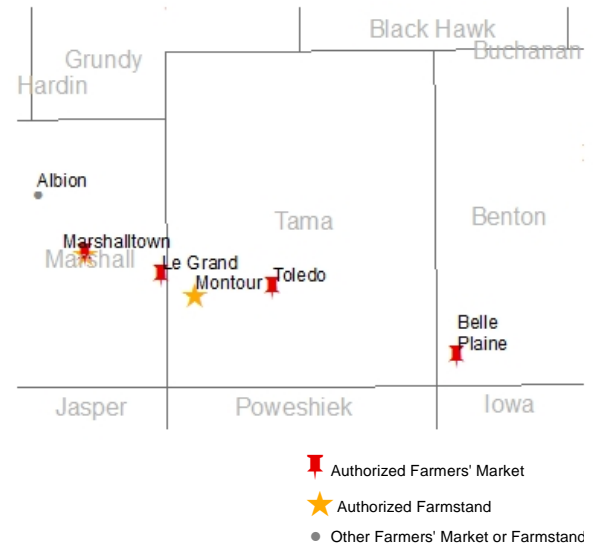 Black Hawk
Buchanan
Grundy
Hardin
Albion
Tama
Benton
Marshalltown
Marshall
Le Grand
Montour
Toledo
Belle
Plaine
Jasper
Poweshiek
Iowa
Authorized Farmers' Market
Authorized Farmstand
Other Farmers' Market or Farmstand